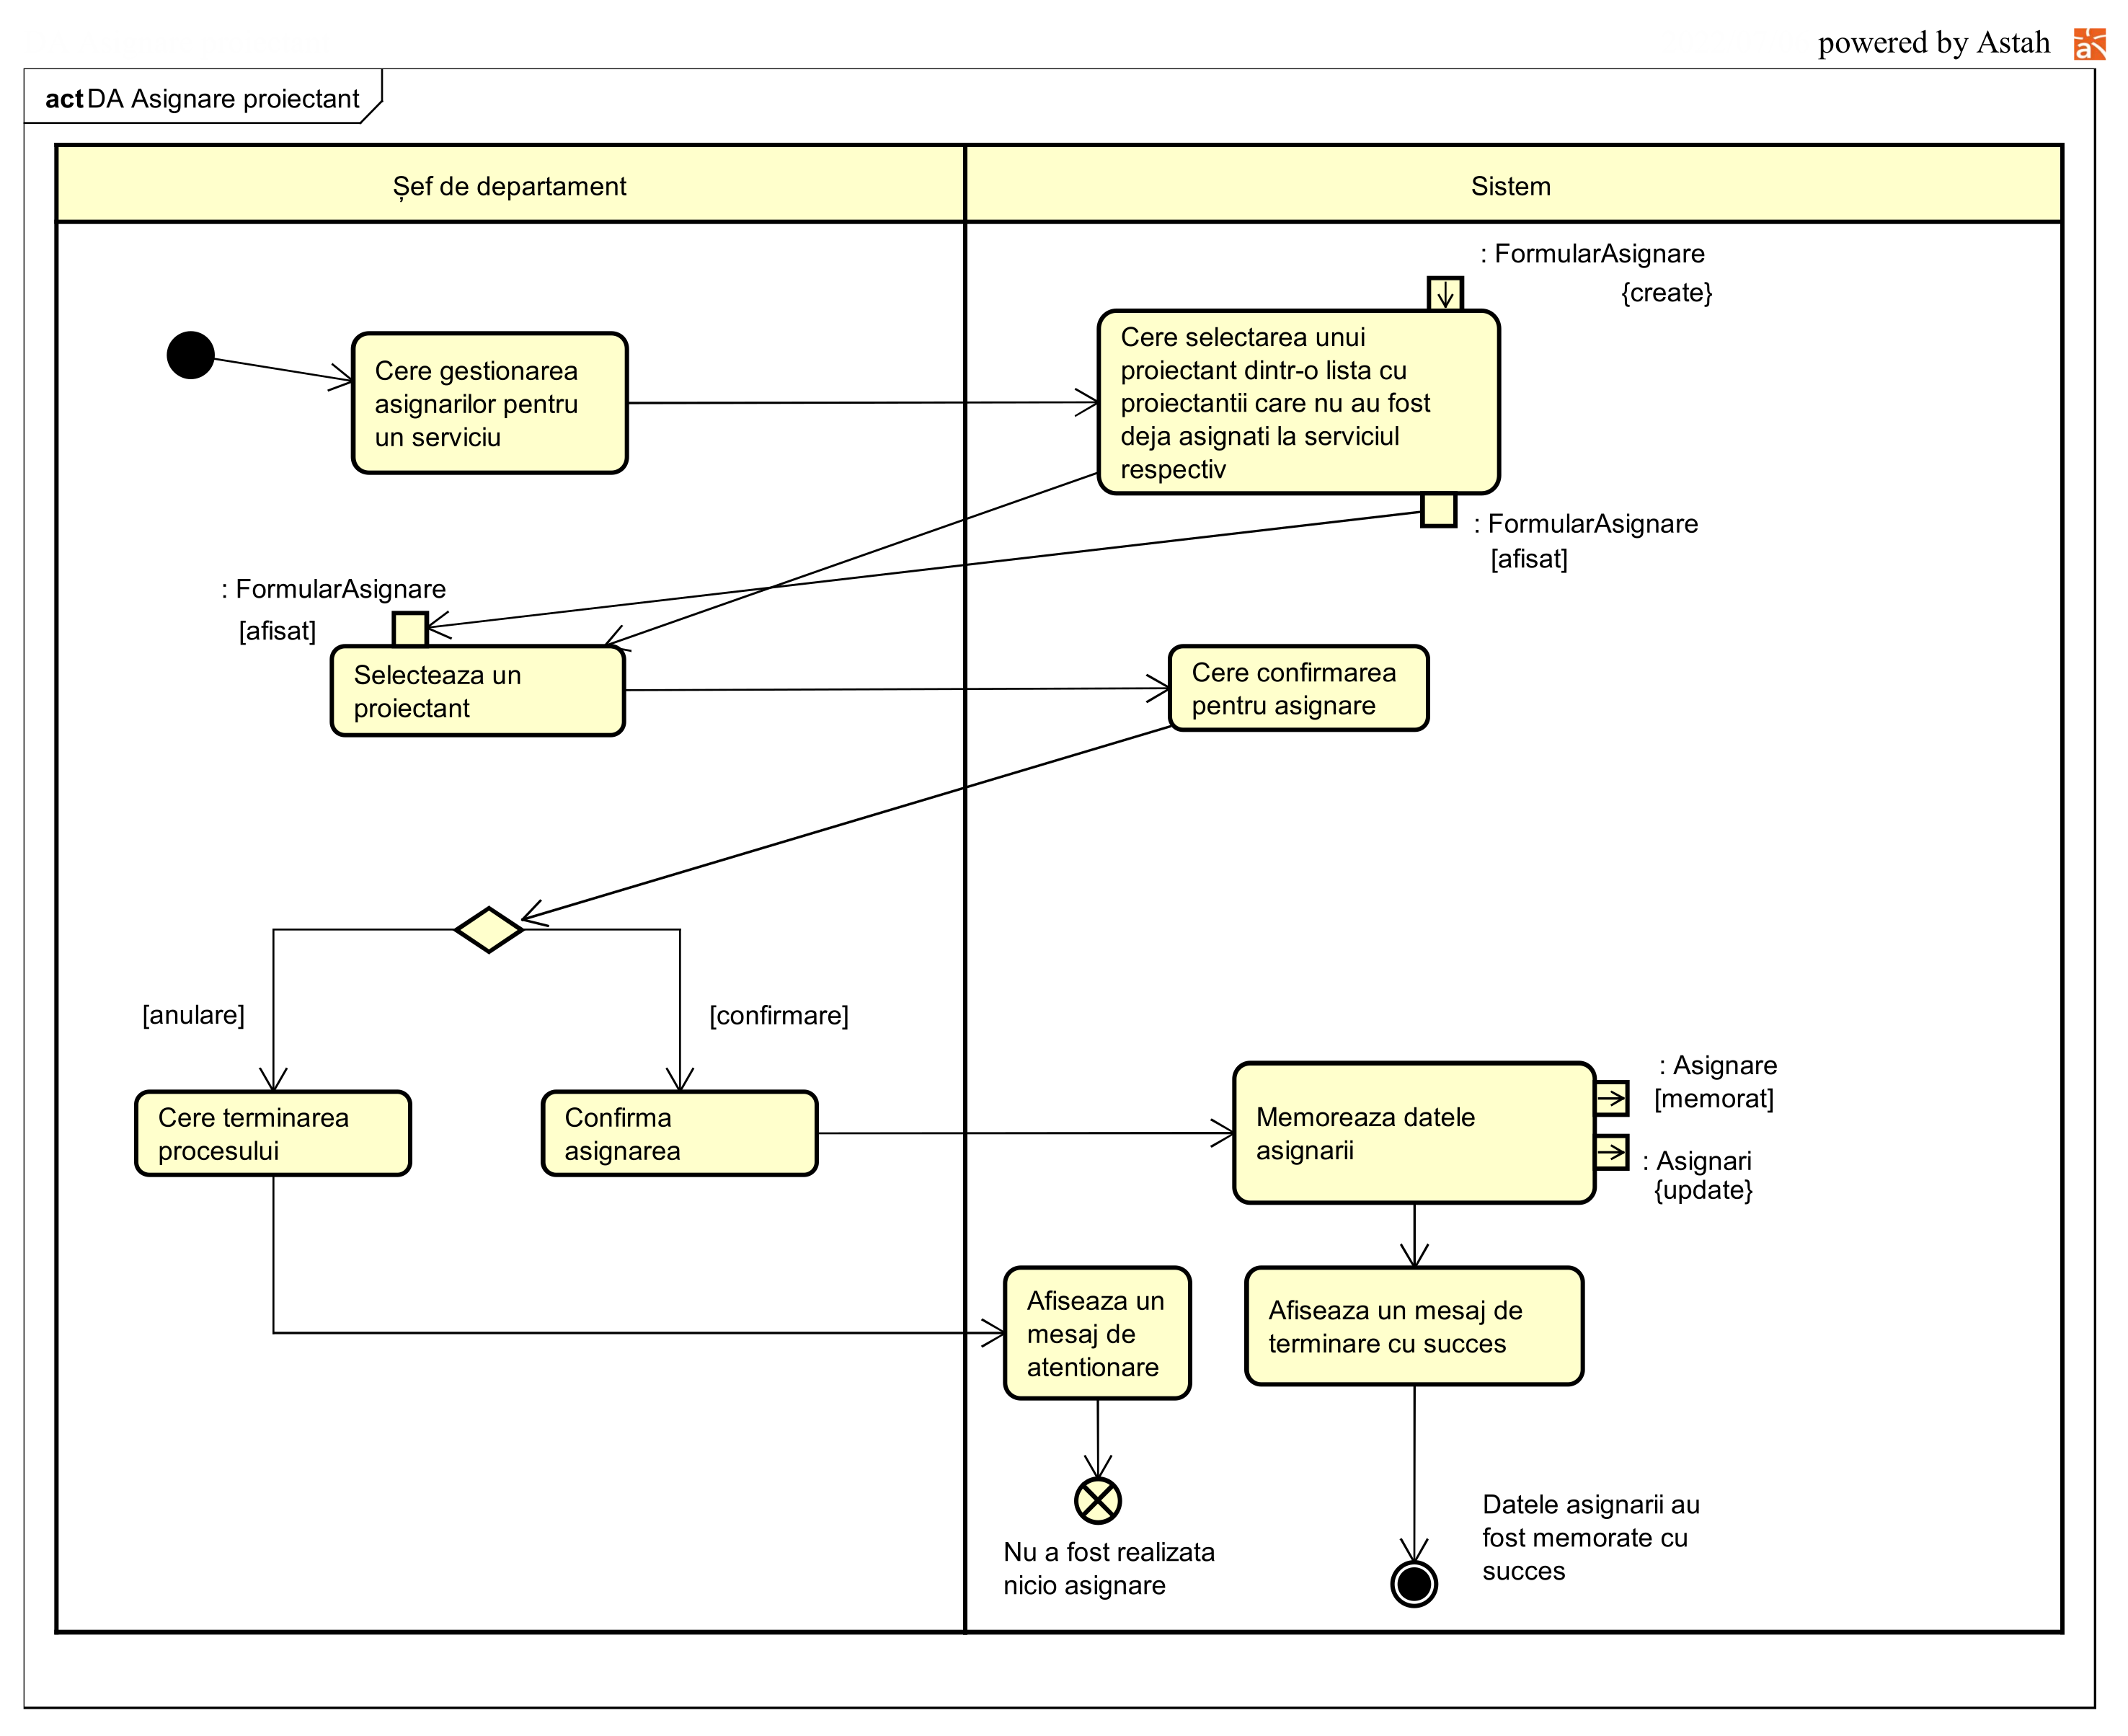 powered by Astah
act DA Asignare proiectant
Șef de departament
Sistem
: FormularAsignare
{create}
Cere gestionarea
asignarilor pentru
un serviciu
Cere selectarea unui
proiectant dintr-o lista cu
proiectantii care nu au fost
deja asignati la serviciul
respectiv
: FormularAsignare
[afisat]
: FormularAsignare
[afisat]
Selecteaza un
proiectant
Cere confirmarea
pentru asignare
[anulare]
[confirmare]
Cere terminarea
procesului
Confirma
asignarea
Memoreaza datele
asignarii
: Asignare
[memorat]
: Asignari
{update}
Afiseaza un
mesaj de
atentionare
Afiseaza un mesaj de
terminare cu succes
Nu a fost realizata
nicio asignare
Datele asignarii au
fost memorate cu
succes